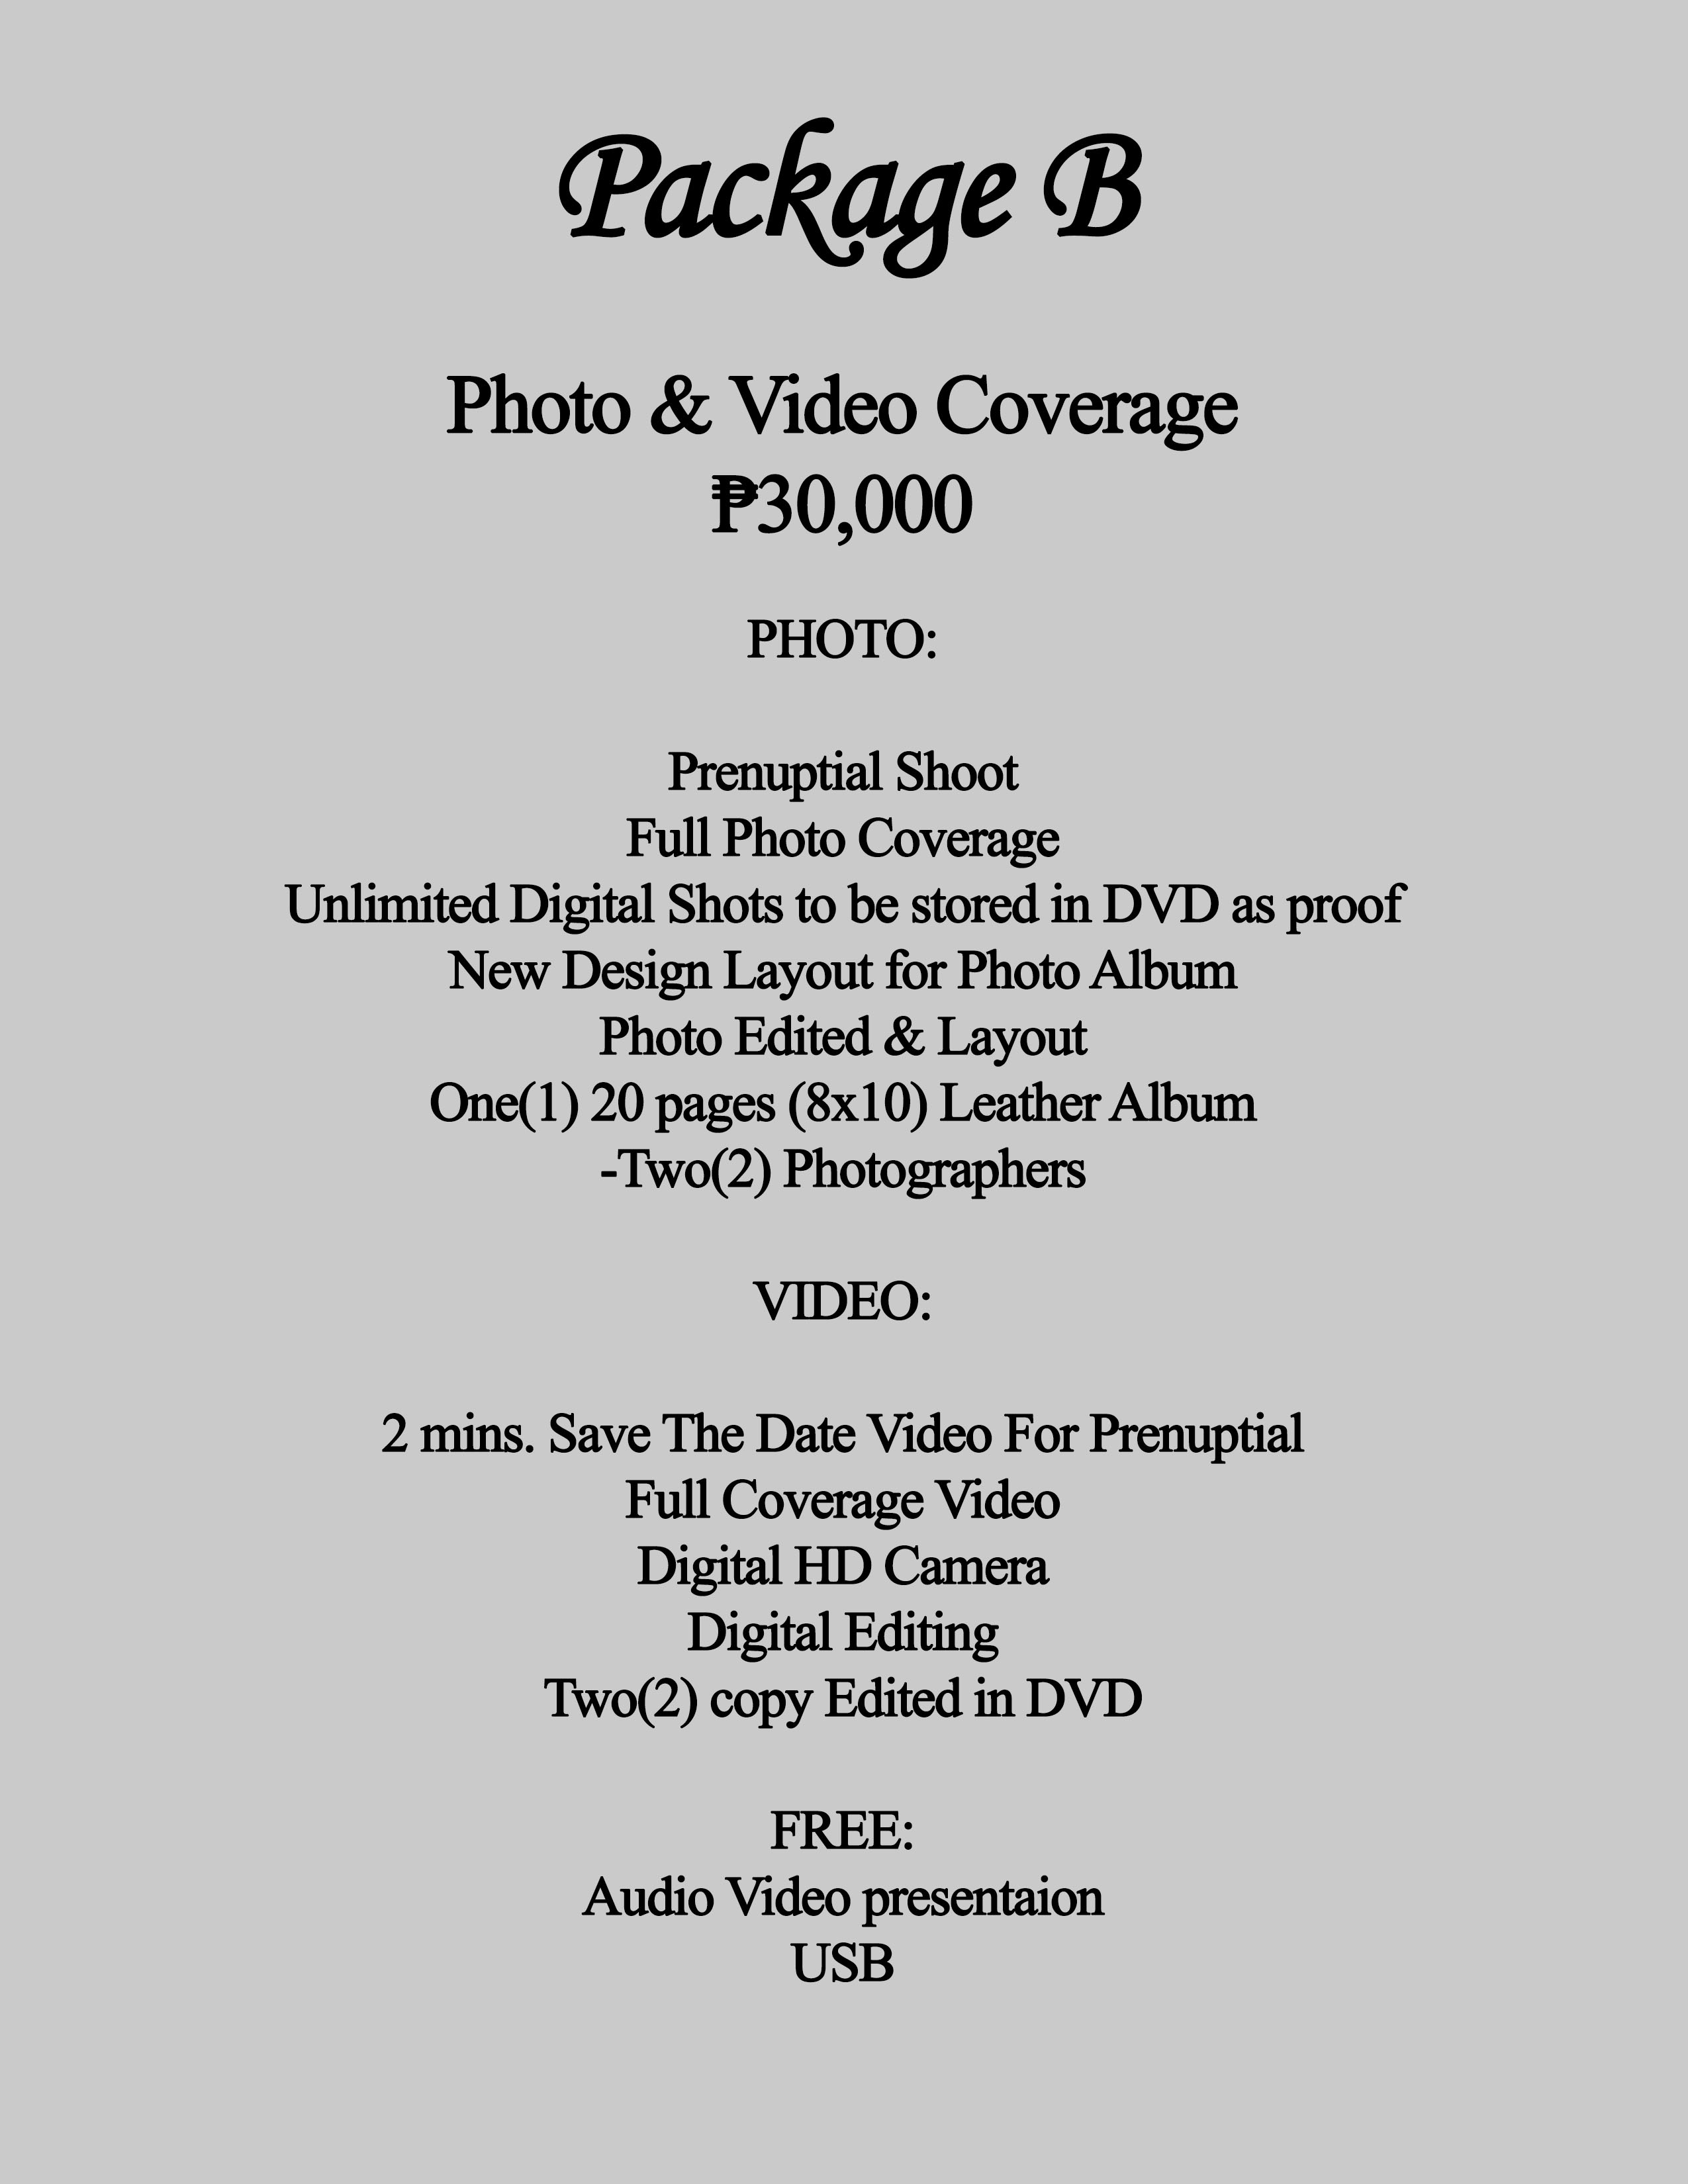 Package B
Photo & Video Coverage
₱30,000
PHOTO:
Prenuptial Shoot
Full Photo Coverage
Unlimited Digital Shots to be stored in DVD as proof
New Design Layout for Photo Album
Photo Edited & Layout
One(1) 20 pages (8x10) Leather Album
-Two(2) Photographers
VIDEO:
2 mins. Save The Date Video For Prenuptial
Full Coverage Video
Digital HD Camera
Digital Editing
Two(2) copy Edited in DVD
FREE:
Audio Video presentaion
USB